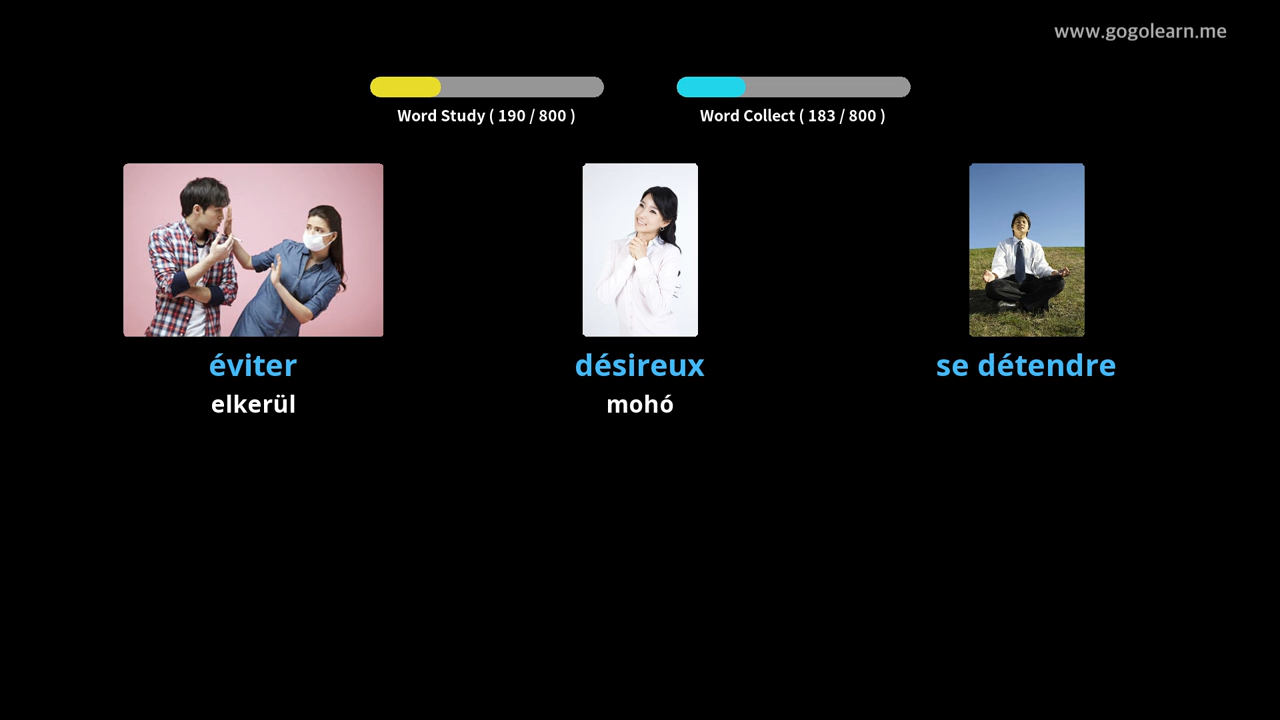 www.gogolearn.me
Word Study ( 190 / 800 )
Word Collect ( 183 / 800 )
éviter
désireux
se détendre
elkerül
mohó